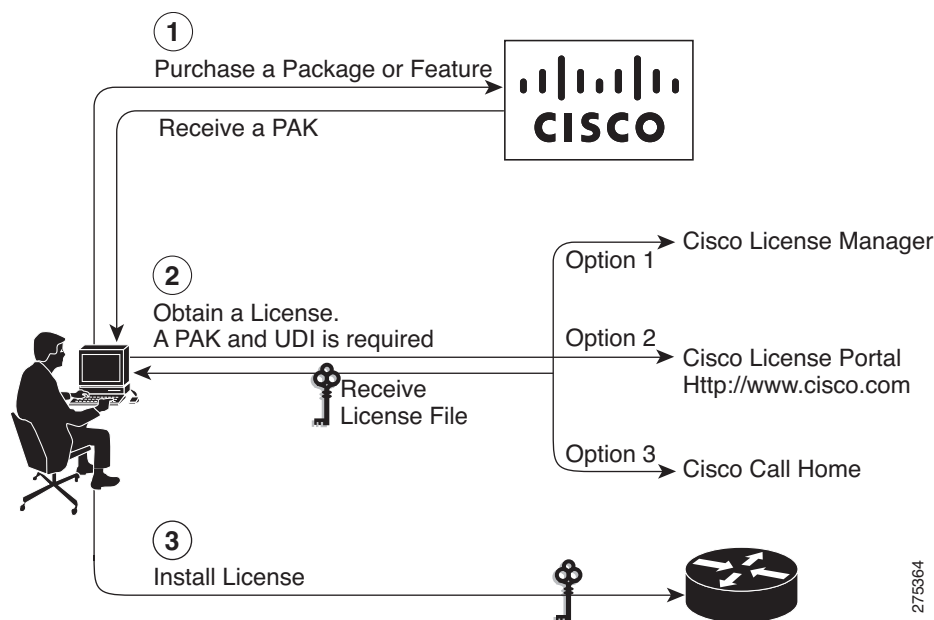 1
Purchase a Package or Feature
CISCO
Receive a PAK
Option 1
Cisco License Manager
2
Obtain a License.
A PAK and UDI is required
Option 2
Cisco License Portal
Http://www.cisco.com
Receive
License File
Option 3
Cisco Call Home
3
Install License
275364